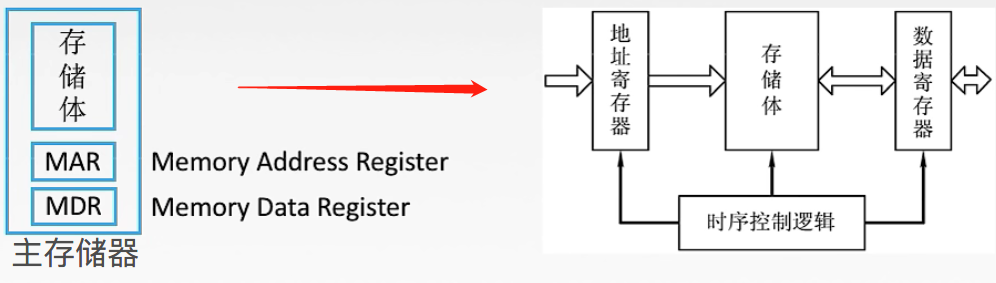 存储体
MAR
Memory Address Register
MDR
Memory Data Register
主存储器
地址寄存器
存储体
数据寄存器
时序控制逻辑